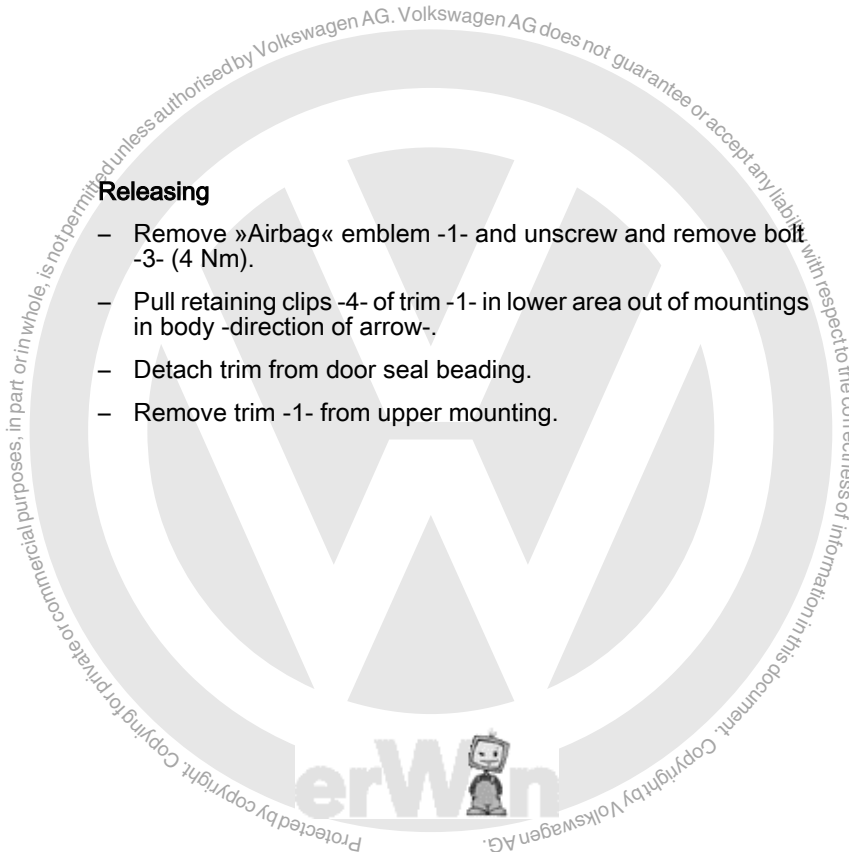 Releasing
– Remove »Airbag« emblem -1- and unscrew and remove bolt
-3- (4 Nm).
– Pull retaining clips -4- of trim -1- in lower area out of mountings
in body -direction of arrow-.
– Detach trim from door seal beading.
– Remove trim -1- from upper mounting.
erWin
Protected by copyright. Copying for private or commercial purposes, in part or in whole, is not permitted unless authorised by Volkswagen AG. Volkswagen AG does not guarantee or accept any liability with respect to the correctness of information in this document. Copyright by Volkswagen AG.